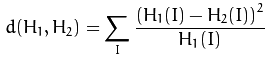 d(H₁,H₂) = ∑_I (H₁(I) − H₂(I))² / H₁(I)